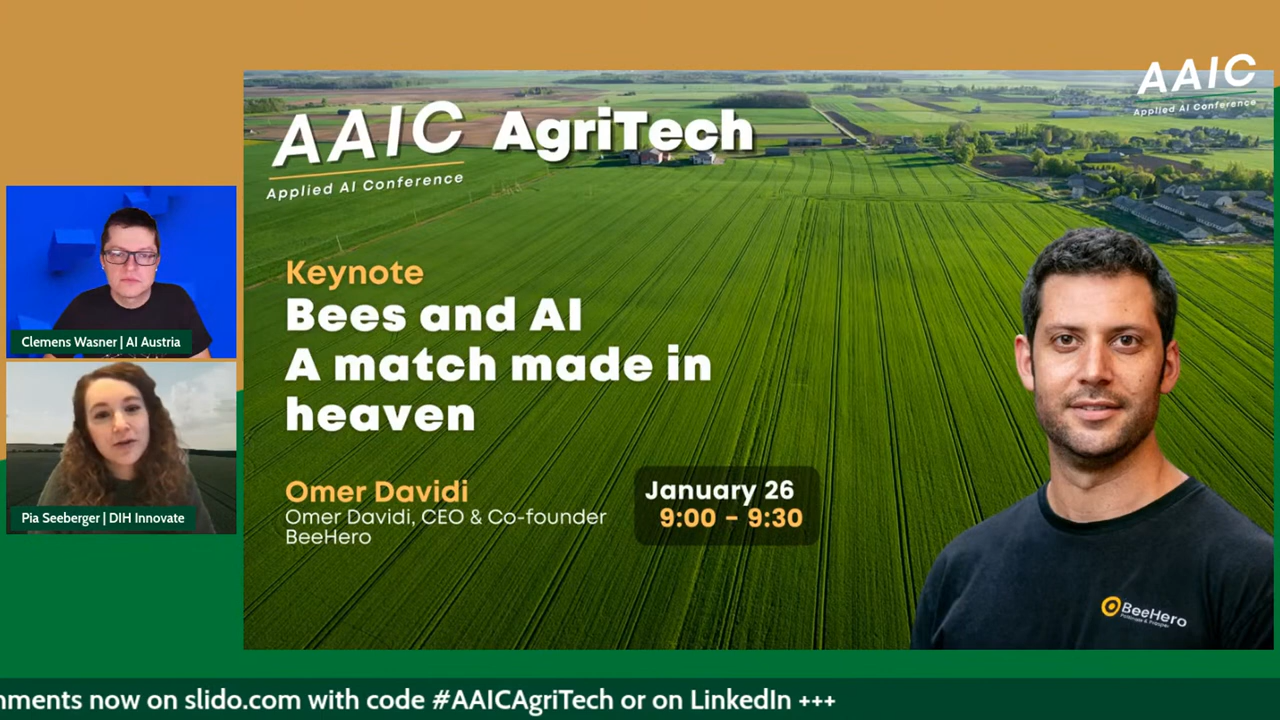 AAIC
Applied AI Conference
AAIC AgriTech
Applied AI Conference
Keynote
Bees and AI
A match made in
heaven
Omer Davidi
Omer Davidi, CEO & Co-founder
BeeHero
January 26
9:00 - 9:30
BeeHero
Clemens Wasner | AI Austria
Pia Seeberger | DIH Innovate
nments now on slido.com with code #AAICAgriTech or on LinkedIn +++